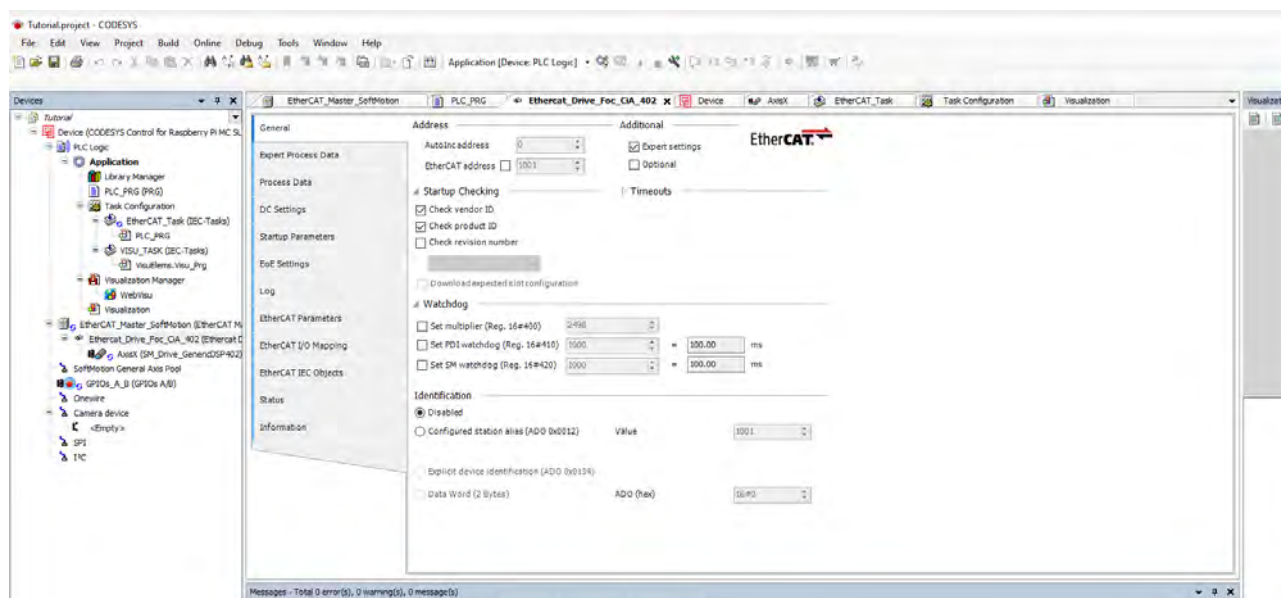 Tutorial.project - CODESYS
File Edit View Project Build Online Debug Tools Window Help
Application [Device: PLC Logic]
Devices
EtherCAT_Master_SoftMotion PLC_PRG Ethercat_Drive_Foc_CiA_402 Device AxisX EtherCAT_Task Task Configuration Visualization
Visualizat
Tutorial
Device (CODESYS Control for Raspberry Pi MC SL
PLC Logic
Application
Library Manager
PLC_PRG (PRG)
Task Configuration
EtherCAT_Task (IEC-Tasks)
PLC_PRG
VISU_TASK (IEC-Tasks)
VisuElems.Visu_Prg
Visualization Manager
WebVisu
Visualization
EtherCAT_Master_SoftMotion (EtherCAT M
Ethercat_Drive_Foc_CiA_402 (Ethercat D
AxisX (SM_Drive_GenericDSP402)
SoftMotion General Axis Pool
GPIOs_A_B (GPIOs A/B)
Onewire
Camera device
<Empty>
SPI
I²C
General
Expert Process Data
Process Data
DC Settings
Startup Parameters
EoE Settings
Log
EtherCAT Parameters
EtherCAT I/O Mapping
EtherCAT IEC Objects
Status
Information
Address
AutoInc address 0
EtherCAT address 1001
Additional
Expert settings
Optional
EtherCAT
Startup Checking
Timeouts
Check vendor ID
Check product ID
Check revision number
Download expected slot configuration
Watchdog
Set multiplier (Reg. 16#400) 2498
Set PDI watchdog (Reg. 16#410) 1000 = 100.00 ms
Set SM watchdog (Reg. 16#420) 1000 = 100.00 ms
Identification
Disabled
Configured station alias (ADO 0x0012) Value 1001
Explicit device identification (ADO 0x0134)
Data Word (2 Bytes) ADO (hex) 16#0
Messages - Total 0 error(s), 0 warning(s), 0 message(s)